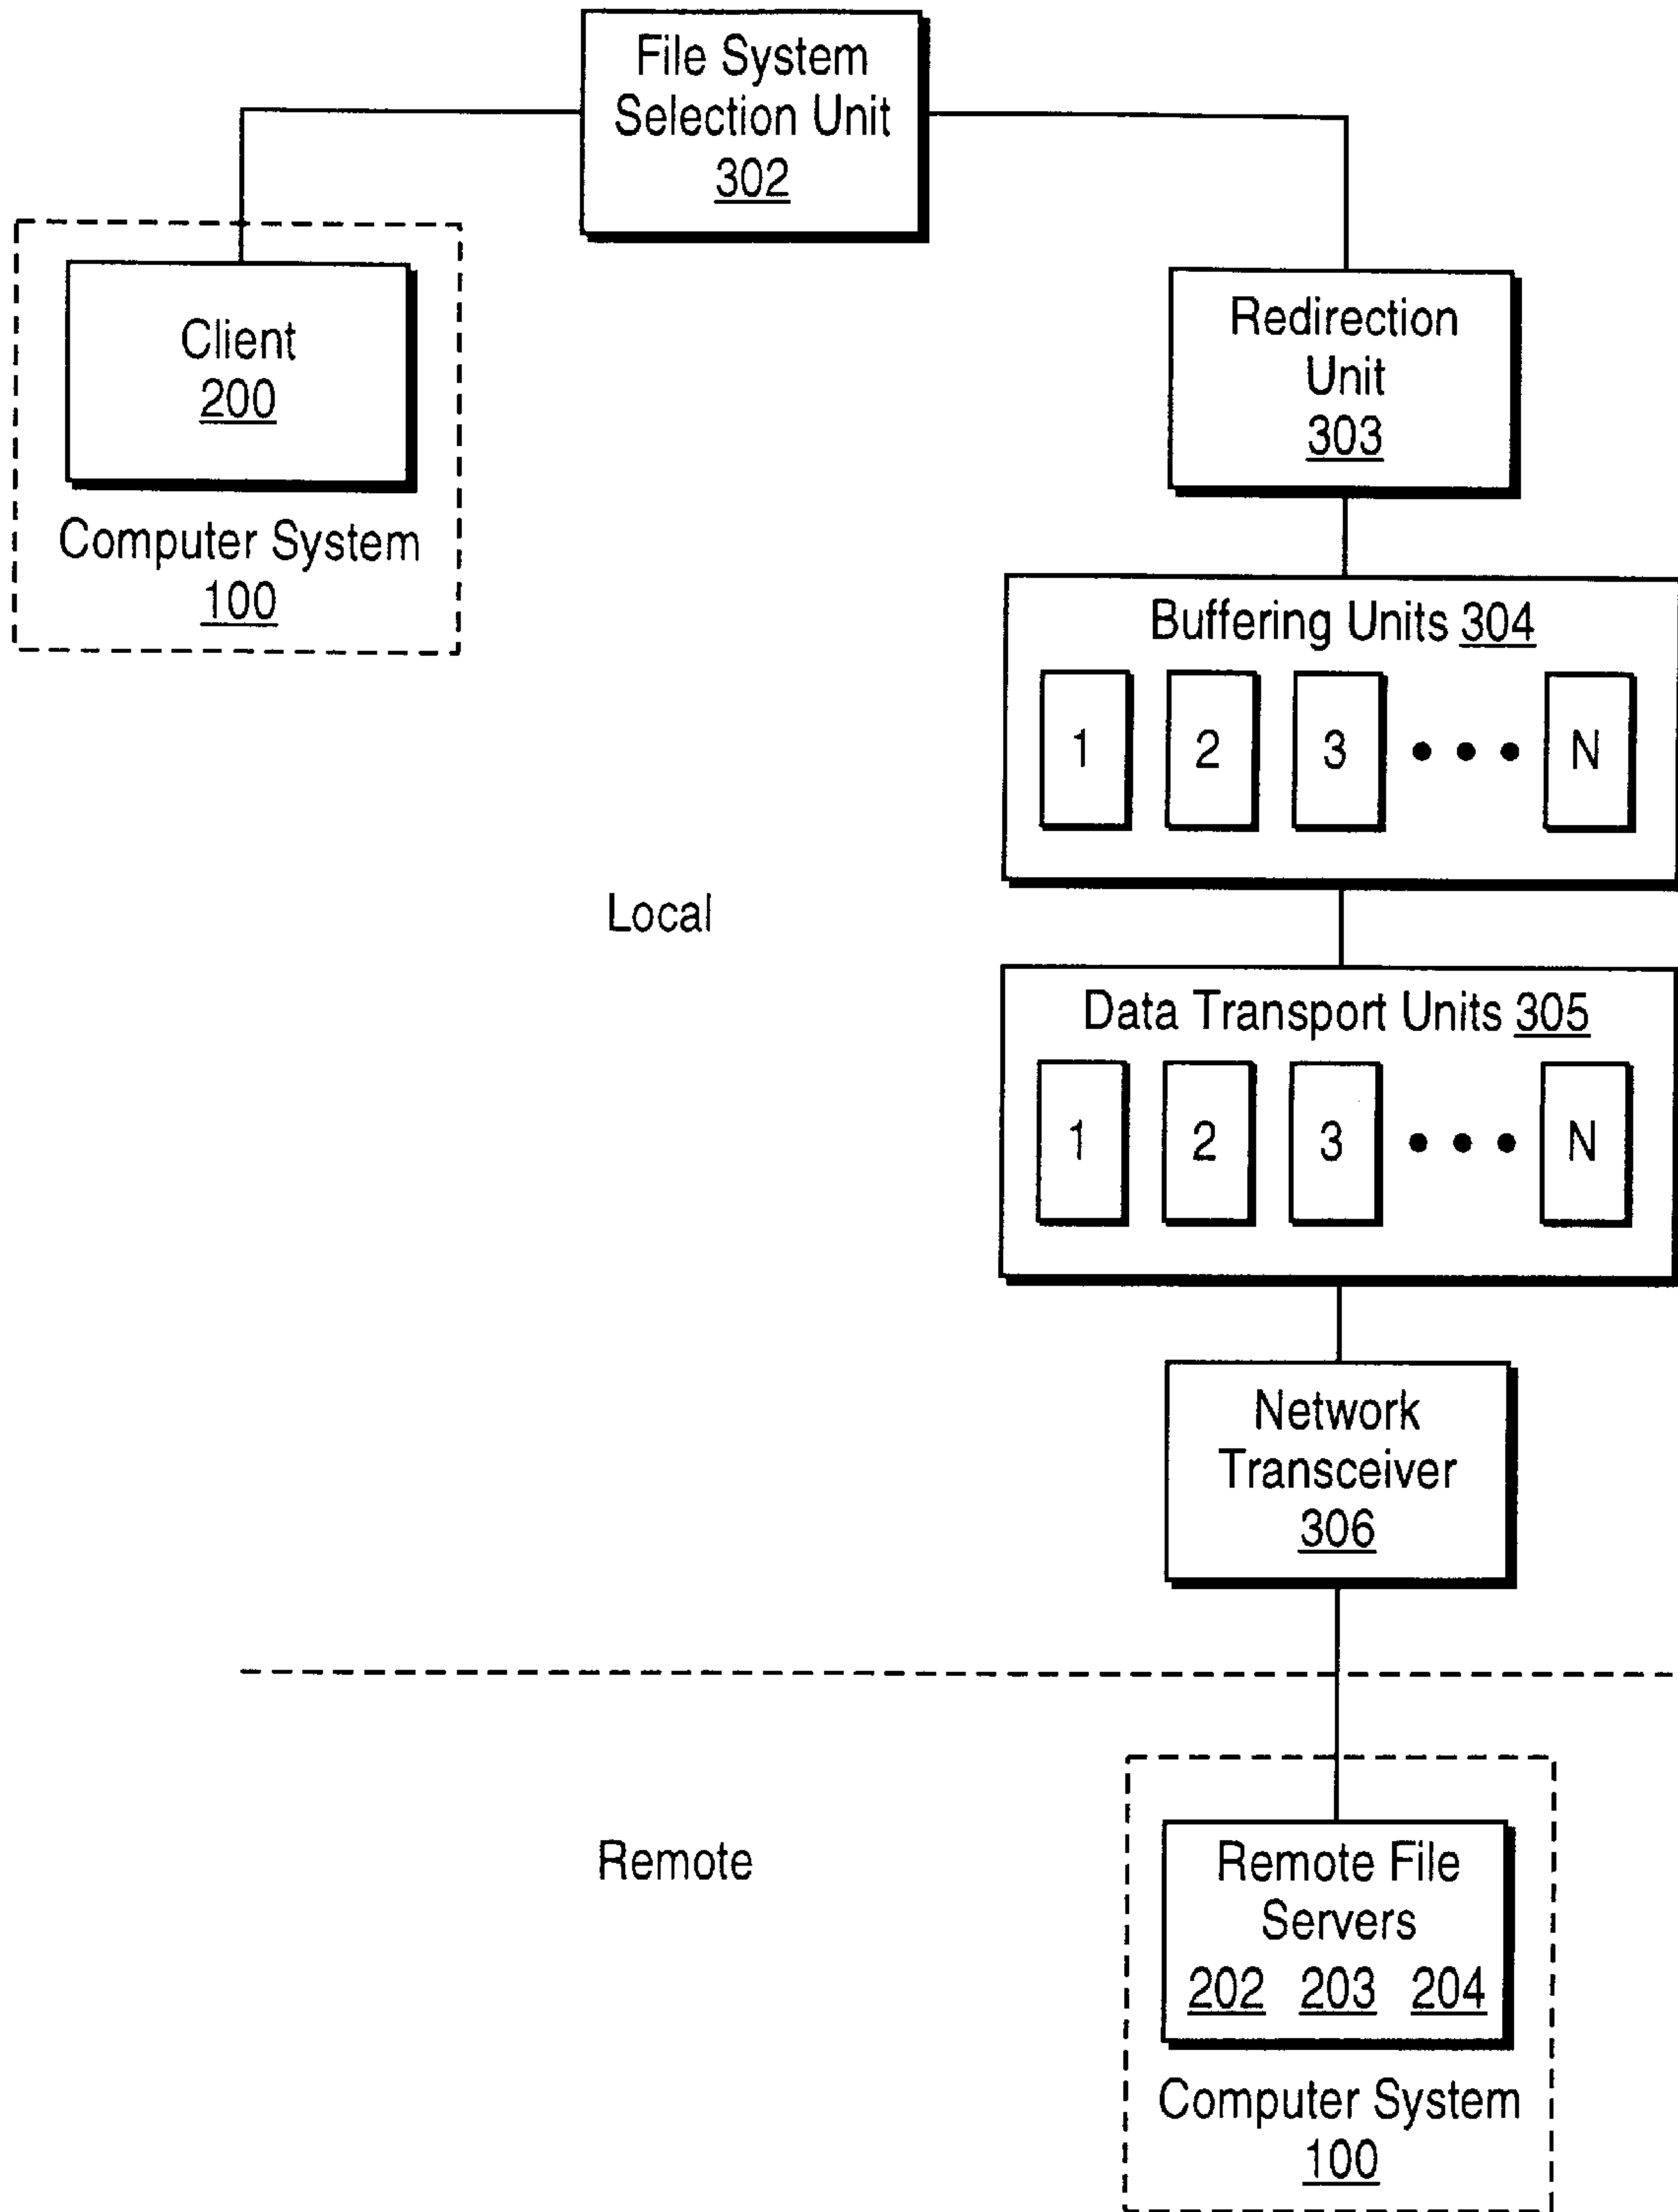 File System
Selection Unit
302
Client
200
Computer System
100
Redirection
Unit
303
Buffering Units 304
1 2 3 • • • N
Local
Data Transport Units 305
1 2 3 • • • N
Network
Transceiver
306
Remote
Remote File
Servers
202 203 204
Computer System
100